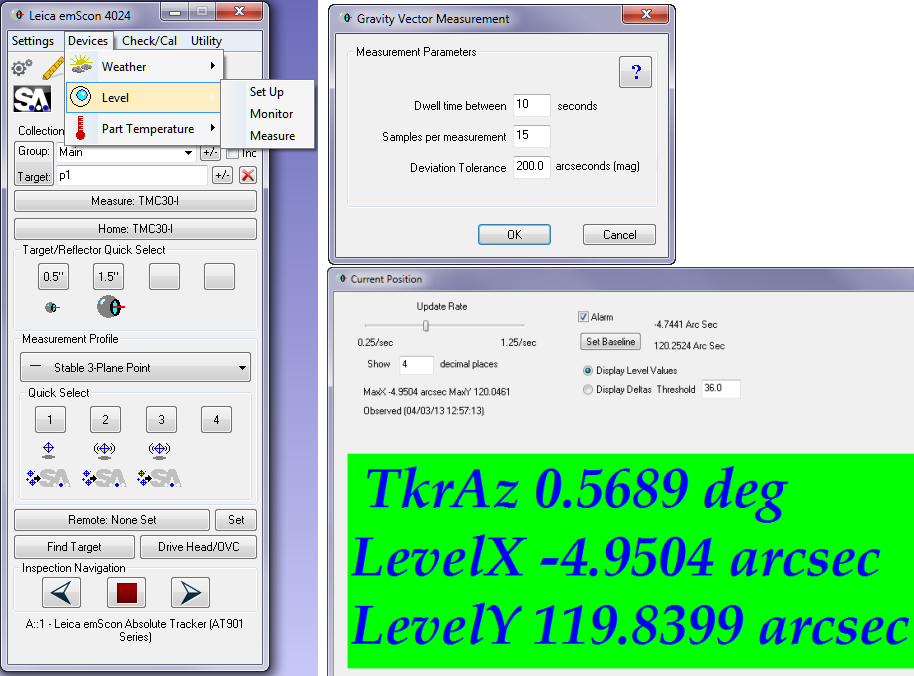 Leica emScon 4024
Settings Devices Check/Cal Utility
Weather
Level
Part Temperature
Set Up
Monitor
Measure
SA
Collection
Group: Main +/- Inc
Target: p1 +/-
Measure: TMC30-I
Home: TMC30-I
Target/Reflector Quick Select
0.5" 1.5"
Measurement Profile
Stable 3-Plane Point
Quick Select
1 2 3 4
SA SA SA
Remote: None Set Set
Find Target Drive Head/OVC
Inspection Navigation
A::1 - Leica emScon Absolute Tracker (AT901
Series)
Gravity Vector Measurement
Measurement Parameters
?
Dwell time between 10 seconds
Samples per measurement 15
Deviation Tolerance 200.0 arcseconds (mag)
OK Cancel
Current Position
Update Rate
0.25/sec 1.25/sec
Show 4 decimal places
MaxX -4.9504 arcsec MaxY 120.0461
Observed (04/03/13 12:57:13)
Alarm -4.7441 Arc Sec
Set Baseline 120.2524 Arc Sec
Display Level Values
Display Deltas Threshold 36.0
TkrAz 0.5689 deg
LevelX -4.9504 arcsec
LevelY 119.8399 arcsec